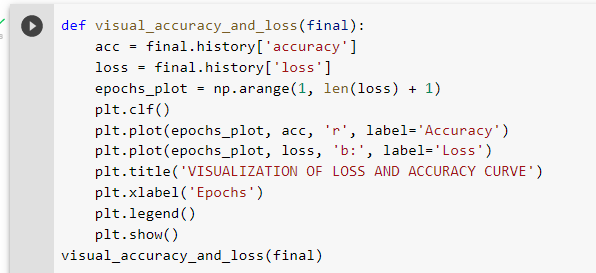 def visual_accuracy_and_loss(final):
    acc = final.history['accuracy']
    loss = final.history['loss']
    epochs_plot = np.arange(1, len(loss) + 1)
    plt.clf()
    plt.plot(epochs_plot, acc, 'r', label='Accuracy')
    plt.plot(epochs_plot, loss, 'b:', label='Loss')
    plt.title('VISUALIZATION OF LOSS AND ACCURACY CURVE')
    plt.xlabel('Epochs')
    plt.legend()
    plt.show()
visual_accuracy_and_loss(final)